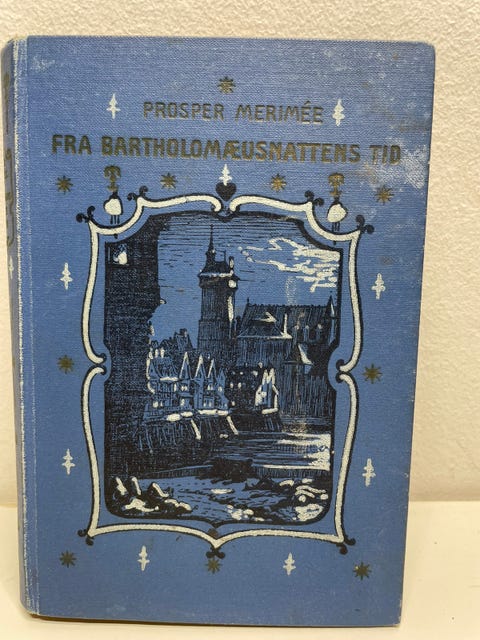 PROSPER MERIMÉE
FRA BARTHOLOMÆUSNATTENS TID